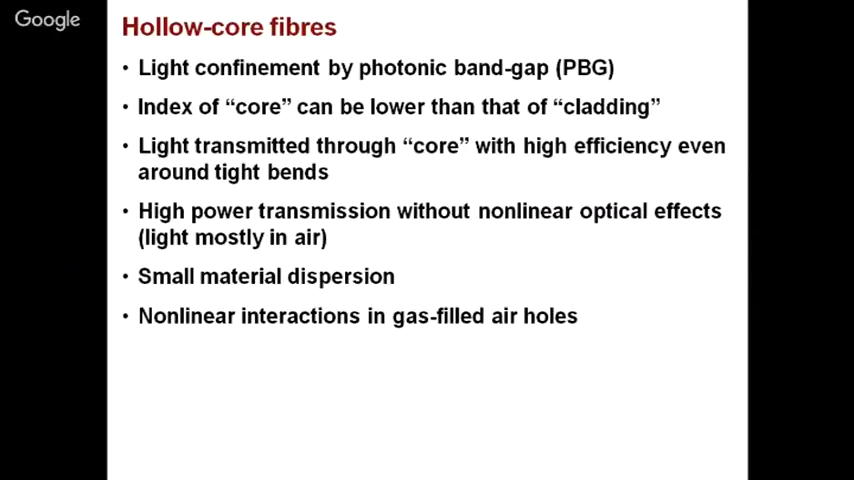 Google
Hollow-core fibres
• Light confinement by photonic band-gap (PBG)
• Index of “core” can be lower than that of “cladding”
• Light transmitted through “core” with high efficiency even
around tight bends
• High power transmission without nonlinear optical effects
(light mostly in air)
• Small material dispersion
• Nonlinear interactions in gas-filled air holes